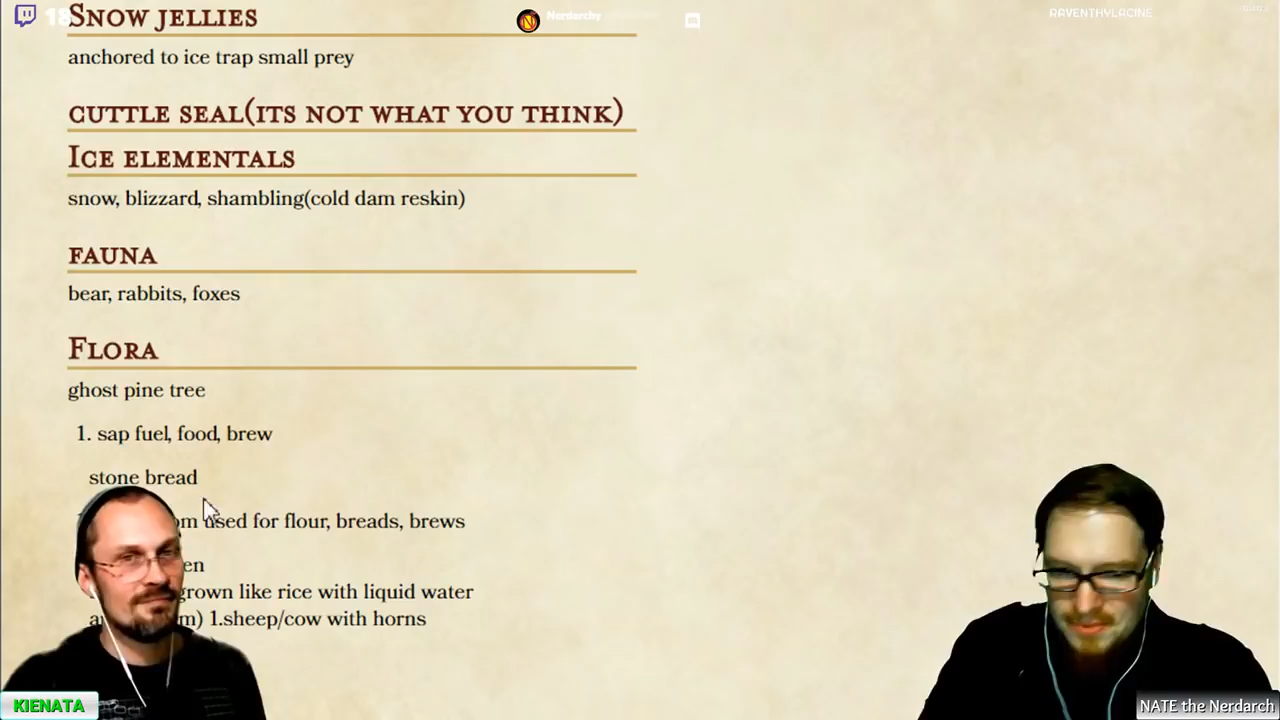 18
Nerdarchy
RAVENTHYLACINE
Snow jellies
anchored to ice trap small prey
cuttle seal(its not what you think)
Ice elementals
snow, blizzard, shambling(cold dam reskin)
fauna
bear, rabbits, foxes
Flora
ghost pine tree
1. sap fuel, food, brew
stone bread
used for flour, breads, brews
grown like rice with liquid water
1.sheep/cow with horns
KIENATA
NATE the Nerdarch